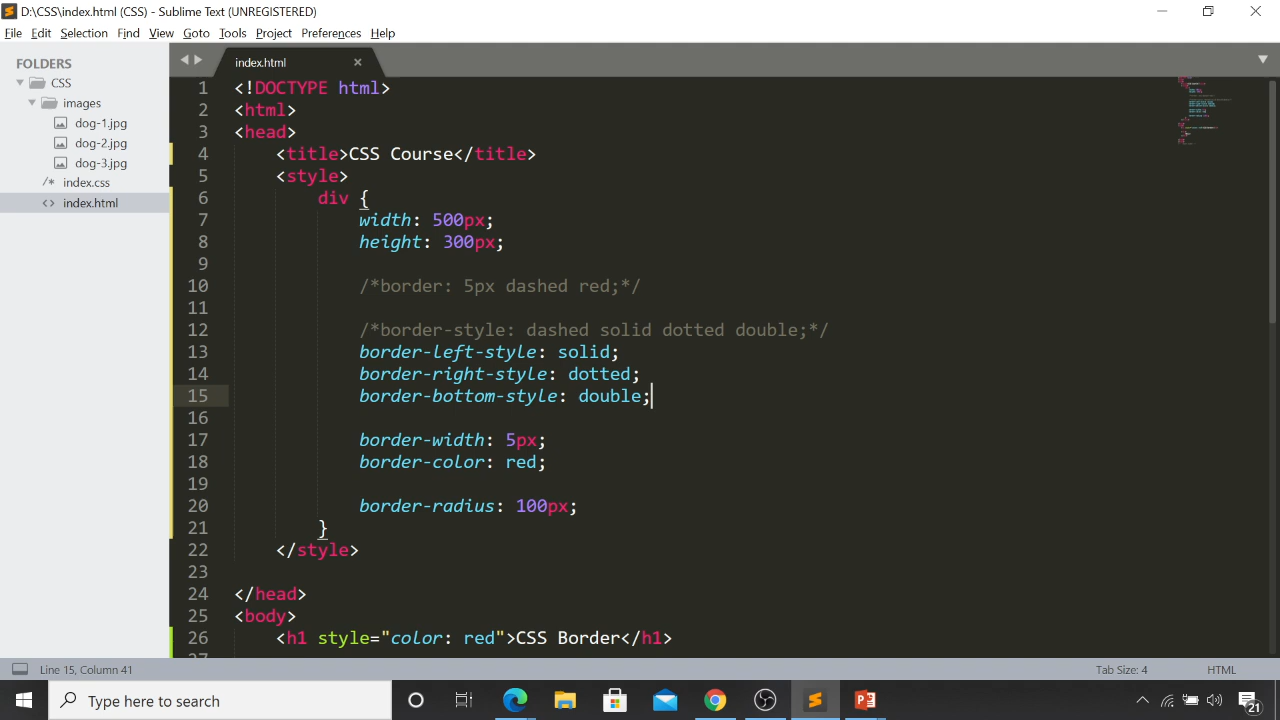 D:\CSS\index.html (CSS) - Sublime Text (UNREGISTERED)
File Edit Selection Find View Goto Tools Project Preferences Help
FOLDERS
CSS
images
dog-1.jpg
dog-2.jpg
dog-3.jpg
/* index.css
<> index.html
index.html
1 <!DOCTYPE html>
2 <html>
3 <head>
4 <title>CSS Course</title>
5 <style>
6 div {
7 width: 500px;
8 height: 300px;
9
10 /*border: 5px dashed red;*/
11
12 /*border-style: dashed solid dotted double;*/
13 border-left-style: solid;
14 border-right-style: dotted;
15 border-bottom-style: double;
16
17 border-width: 5px;
18 border-color: red;
19
20 border-radius: 100px;
21 }
22 </style>
23
24 </head>
25 <body>
26 <h1 style="color: red">CSS Border</h1>
Line 15, Column 41 Tab Size: 4 HTML
Type here to search
21